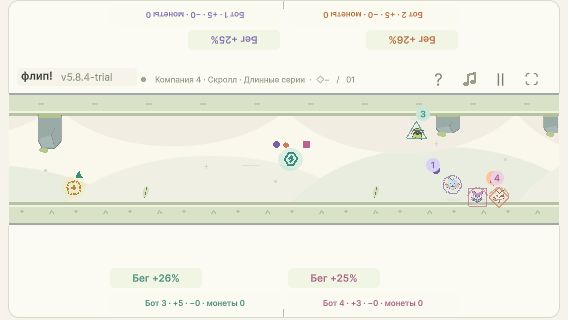 Бот 1 · +5 · −0 · монеты 0
Бот 2 · +5 · −0 · монеты 0
Бег +25%
Бег +26%
флип! v5.8.4-trial
Компания 4 · Скролл · Длинные серии · ◇– / 01
?
3
1
4
Бег +26%
Бег +25%
Бот 3 · +5 · −0 · монеты 0
Бот 4 · +3 · −0 · монеты 0